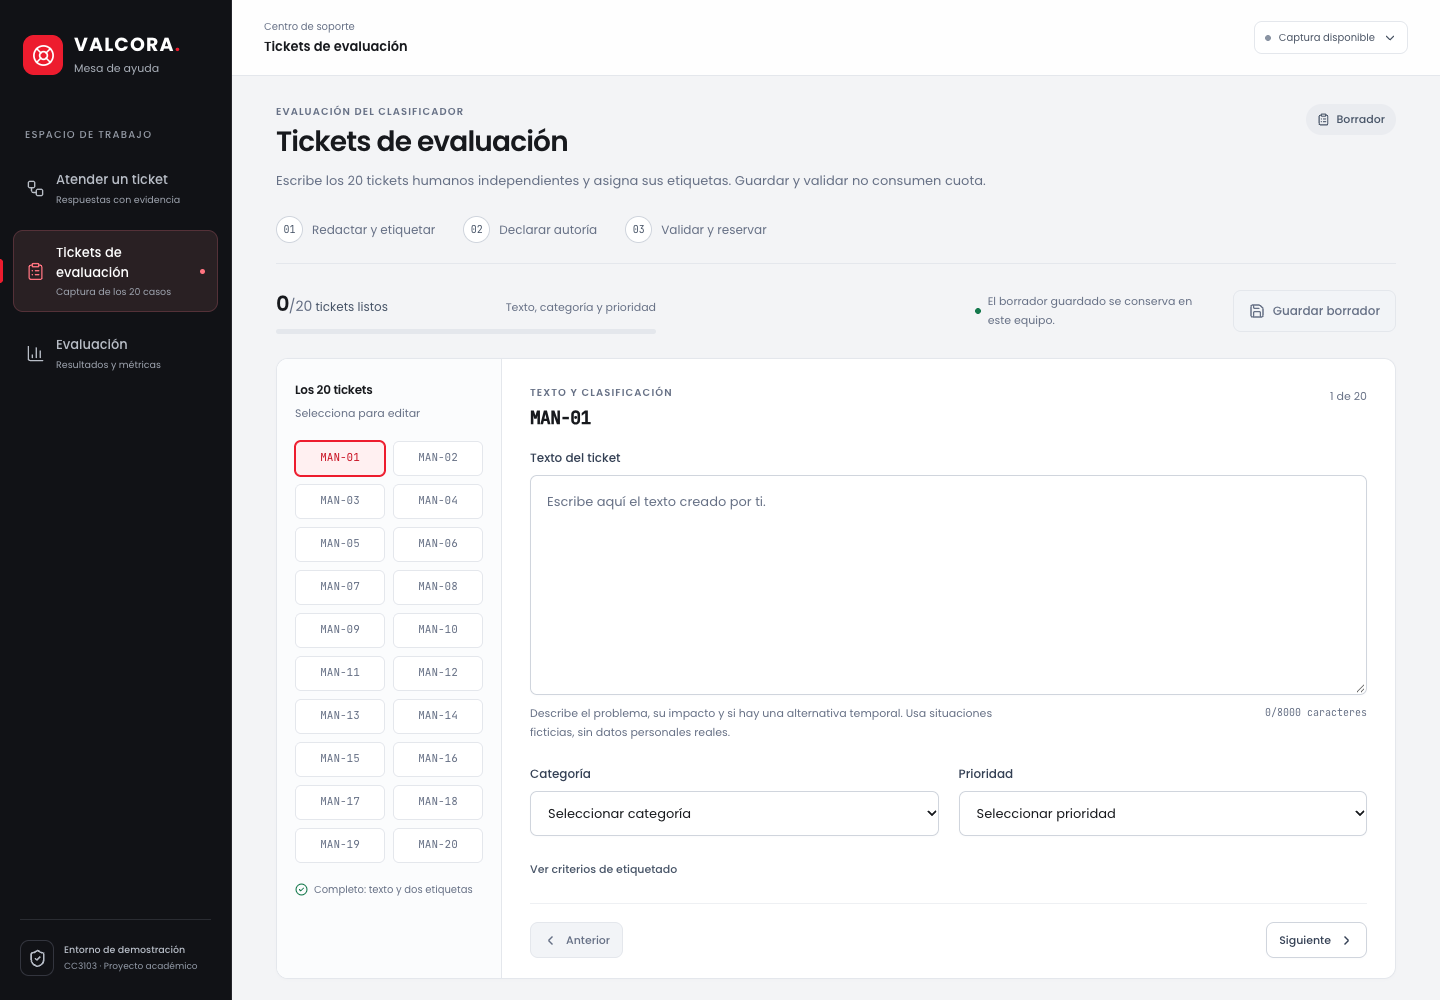 VALCORA.
Mesa de ayuda
ESPACIO DE TRABAJO
Atender un ticket
Respuestas con evidencia
Tickets de
evaluación
Captura de los 20 casos
Evaluación
Resultados y métricas
Entorno de demostración
CC3103 · Proyecto académico
Centro de soporte
Tickets de evaluación
Captura disponible
EVALUACIÓN DEL CLASIFICADOR
Tickets de evaluación
Borrador
Escribe los 20 tickets humanos independientes y asigna sus etiquetas. Guardar y validar no consumen cuota.
01 Redactar y etiquetar
02 Declarar autoría
03 Validar y reservar
0/20 tickets listos
Texto, categoría y prioridad
El borrador guardado se conserva en
este equipo.
Guardar borrador
Los 20 tickets
Selecciona para editar
MAN-01 MAN-02
MAN-03 MAN-04
MAN-05 MAN-06
MAN-07 MAN-08
MAN-09 MAN-10
MAN-11 MAN-12
MAN-13 MAN-14
MAN-15 MAN-16
MAN-17 MAN-18
MAN-19 MAN-20
Completo: texto y dos etiquetas
TEXTO Y CLASIFICACIÓN
MAN-01
1 de 20
Texto del ticket
Escribe aquí el texto creado por ti.
Describe el problema, su impacto y si hay una alternativa temporal. Usa situaciones
ficticias, sin datos personales reales.
0/8000 caracteres
Categoría
Seleccionar categoría
Prioridad
Seleccionar prioridad
Ver criterios de etiquetado
Anterior
Siguiente